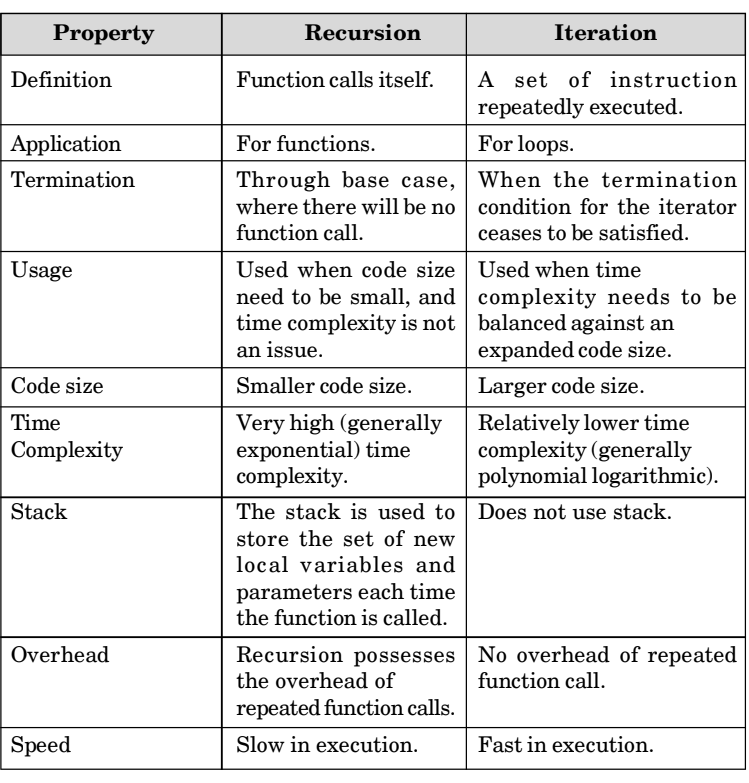 Property Recursion Iteration
Definition Function calls itself. A set of instruction
repeatedly executed.
Application For functions. For loops.
Termination Through base case, When the termination
where there will be no condition for the iterator
function call. ceases to be satisfied.
Usage Used when code size Used when time
need to be small, and complexity needs to be
time complexity is not balanced against an
an issue. expanded code size.
Code size Smaller code size. Larger code size.
Time Very high (generally Relatively lower time
Complexity exponential) time complexity (generally
complexity. polynomial logarithmic).
Stack The stack is used to Does not use stack.
store the set of new
local variables and
parameters each time
the function is called.
Overhead Recursion possesses No overhead of repeated
the overhead of function call.
repeated function calls.
Speed Slow in execution. Fast in execution.